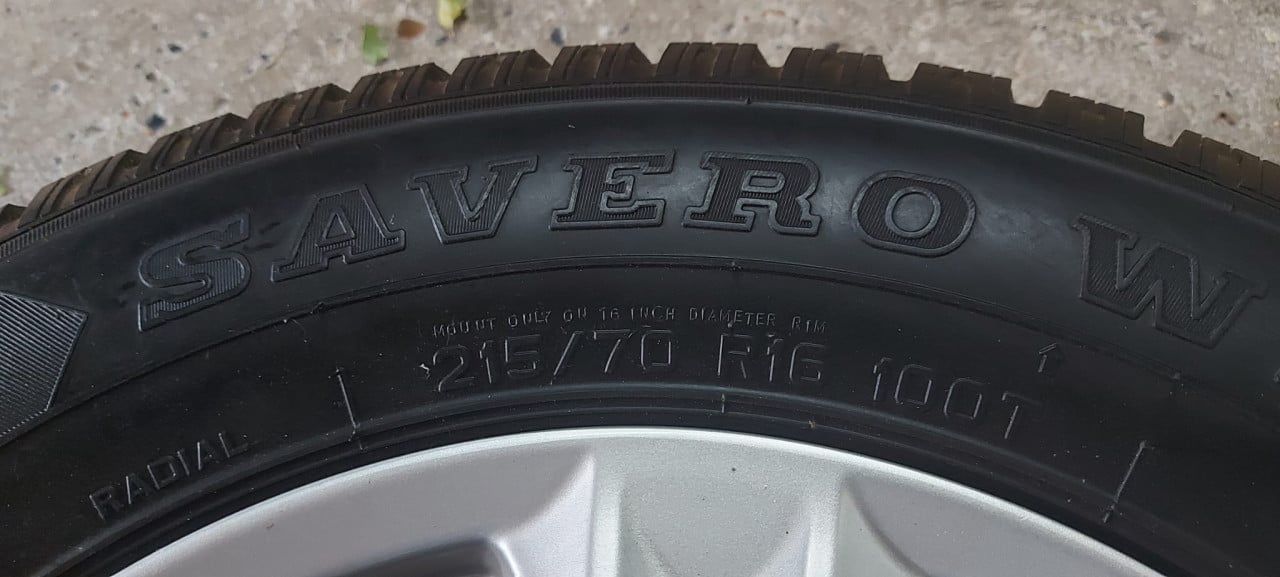 SAVERO W
MOUNT ONLY ON 16 INCH DIAMETER RIM
215/70 R16 100T
RADIAL